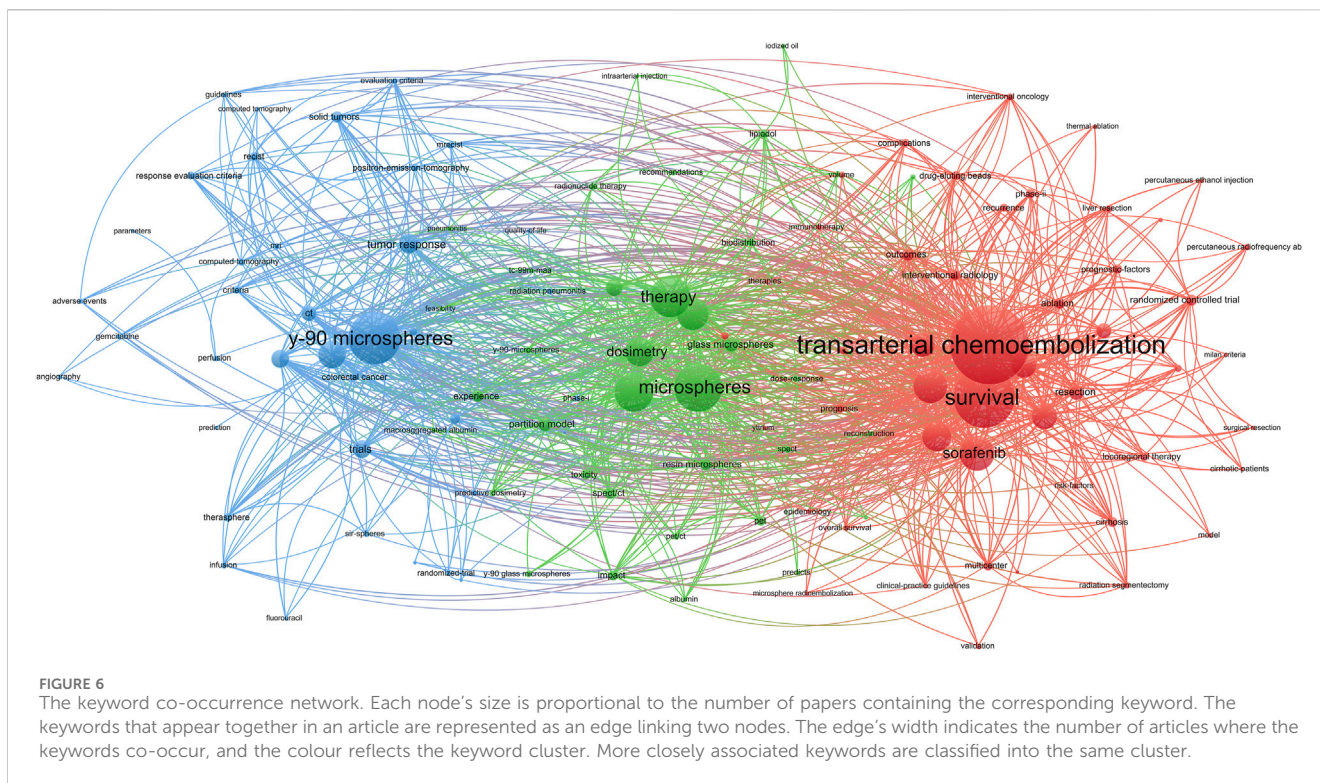 iodized oil
intraarterial injection
evaluation criteria
guidelines
computed tomography
interventional oncology
solid tumors
thermal ablation
lipiodol
complications
mrecist
recist
positron-emission-tomography
recommendations
response evaluation criteria
volume
drug-eluting beads
percutaneous ethanol injection
radionuclide therapy
phase-ii
recurrence
liver resection
parameters
pneumonitis
quality-of-life
immunotherapy
mri
tumor response
biodistribution
percutaneous radiofrequency ab
outcomes
computed-tomography
tc-99m-maa
interventional radiology
prognostic-factors
radiation pneumonitis
therapies
criteria
adverse events
therapy
ablation
randomized controlled trial
feasibility
ct
gemcitabine
y-90 microspheres
glass microspheres
transarterial chemoembolization
y-90-microspheres
dosimetry
perfusion
milan criteria
angiography
colorectal cancer
dose-response
microspheres
survival
resection
experience
phase-i
prognosis
macroaggregated albumin
partition model
yttrium
reconstruction
prediction
surgical resection
trials
spect
sorafenib
locoregional therapy
resin microspheres
cirrhotic-patients
toxicity
risk-factors
predictive dosimetry
spect/ct
therasphere
epidemiology
pet
overall survival
cirrhosis
sir-spheres
pet/ct
model
infusion
randomized-trial
y-90 glass microspheres
impact
predicts
multicenter
clinical-practice guidelines
radiation segmentectomy
microsphere radioembolization
albumin
fluorouracil
validation
FIGURE 6
The keyword co-occurrence network. Each node's size is proportional to the number of papers containing the corresponding keyword. The
keywords that appear together in an article are represented as an edge linking two nodes. The edge's width indicates the number of articles where the
keywords co-occur, and the colour reflects the keyword cluster. More closely associated keywords are classified into the same cluster.